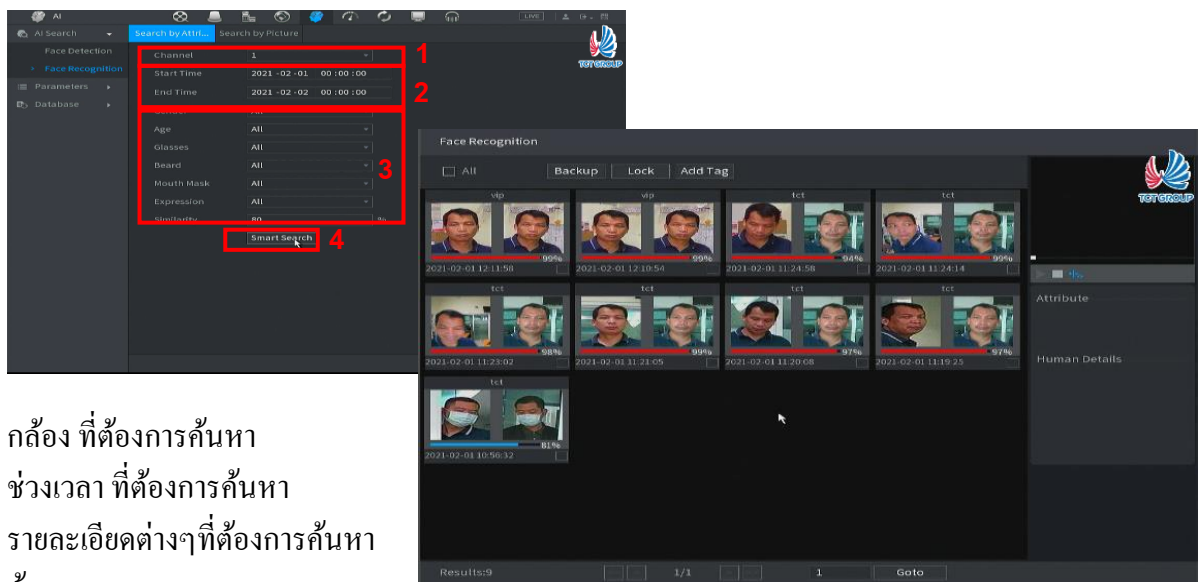 AI
LIVE
AI Search
Search by Attri...
Search by Picture
Face Detection
Face Recognition
Parameters
Database
Channel 1
1
TCT GROUP
Start Time 2021 -02 -01 00 :00 :00
End Time 2021 -02 -02 00 :00 :00
2
Gender All
Age All
Glasses All
Beard All
3
Mouth Mask All
Expression All
Similarity 80 %
Smart Search
4
Face Recognition
All Backup Lock Add Tag
TCT GROUP
vip vip tct tct
99% 99% 94% 99%
2021-02-01 12:11:58 2021-02-01 12:10:54 2021-02-01 11:24:58 2021-02-01 11:24:14
tct tct tct tct
98% 99% 97% 97%
2021-02-01 11:23:02 2021-02-01 11:21:05 2021-02-01 11:20:08 2021-02-01 11:19:25
tct
81%
2021-02-01 10:56:32
Attribute
Human Details
Results:9 1/1 1 Goto
กล้อง ที่ต้องการค้นหา
ช่วงเวลา ที่ต้องการค้นหา
รายละเอียดต่างๆที่ต้องการค้นหา